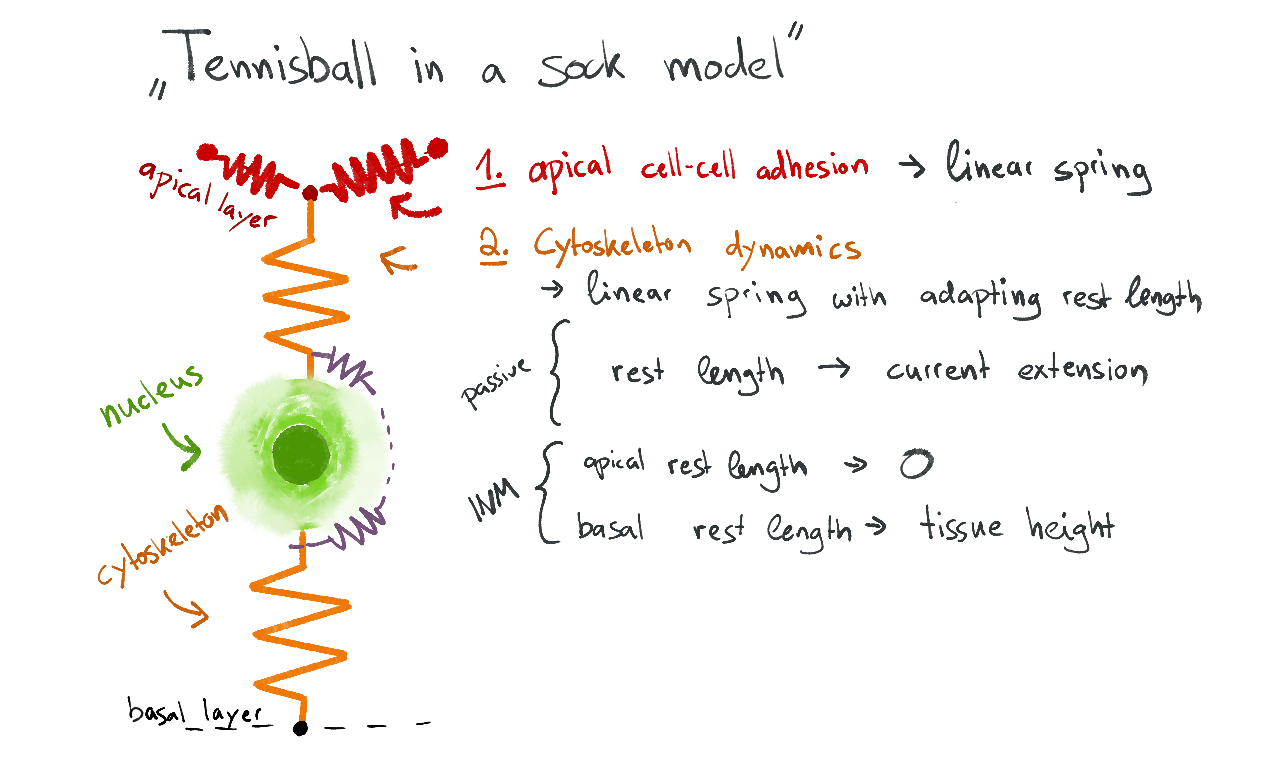 „Tennisball in a sock model”
apical layer
1. apical cell-cell adhesion → linear spring
2. Cytoskeleton dynamics
→ linear spring with adapting rest length
passive { rest length → current extension
nucleus
INM { apical rest length → 0
basal rest length → tissue height
cytoskeleton
basal layer